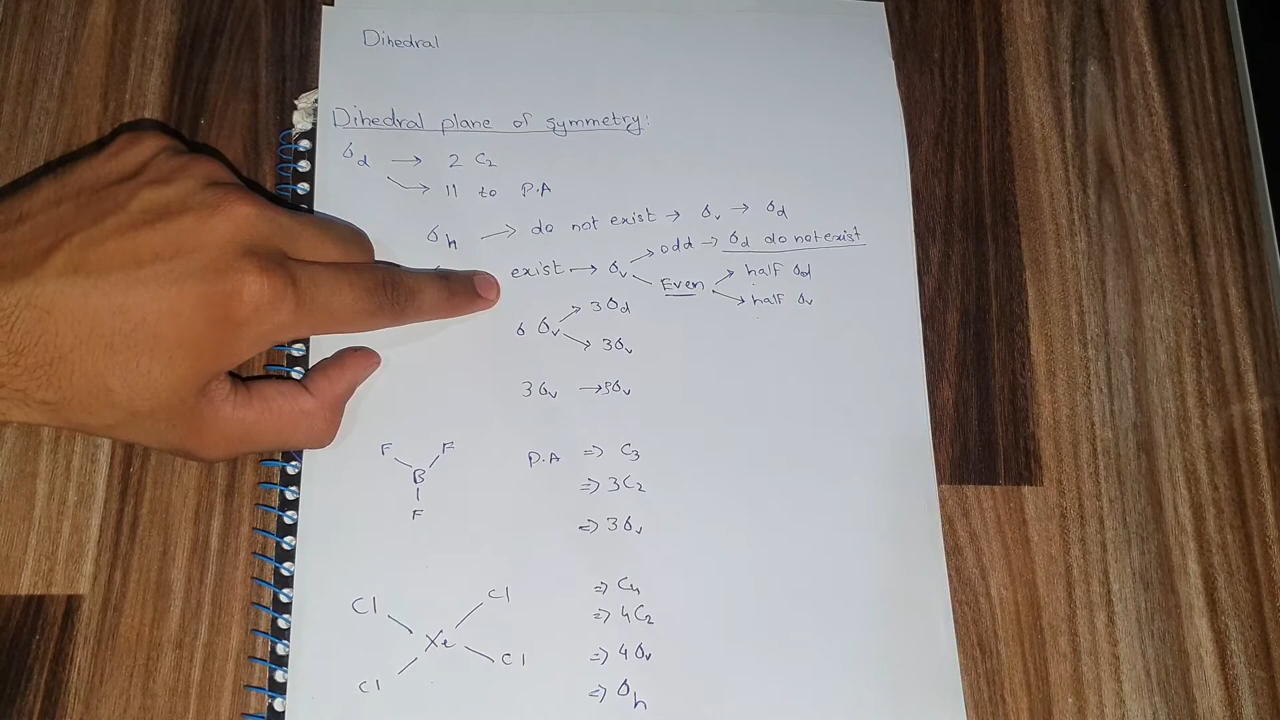 Dihedral
Dihedral plane of symmetry:
σd → 2 C2
→ 11 to P.A
σh → do not exist → σv → σd
exist → σv → odd → σd do not exist
Even → half σd
→ half σv
6 σv → 3σd
→ 3σv
3σv → 3σv
F F
B
F
P.A => C3
=> 3C2
=> 3σv
Cl Cl
Xe
Cl Cl
=> C4
=> 4C2
=> 4σv
=> σh